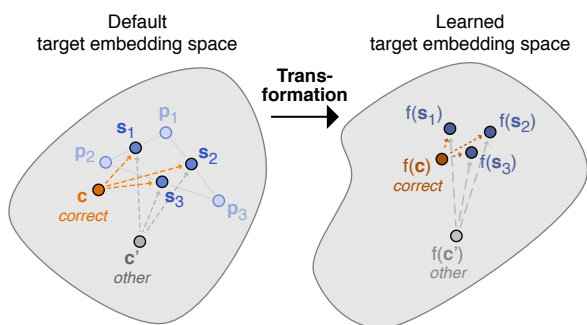 Default
target embedding space
Learned
target embedding space
Trans-
formation
p1
s1
p2
s2
s3
c
correct
p3
c'
other
f(s1)
f(s2)
f(c)
f(s3)
correct
f(c')
other